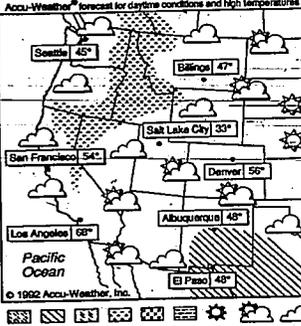 Accu-Weather® forecast for daytime conditions and high temperatures
Seattle 45°
Billings 47°
Salt Lake City 33°
San Francisco 54°
Denver 56°
Albuquerque 48°
Los Angeles 68°
Pacific
Ocean
El Paso 48°
© 1992 Accu-Weather, Inc.